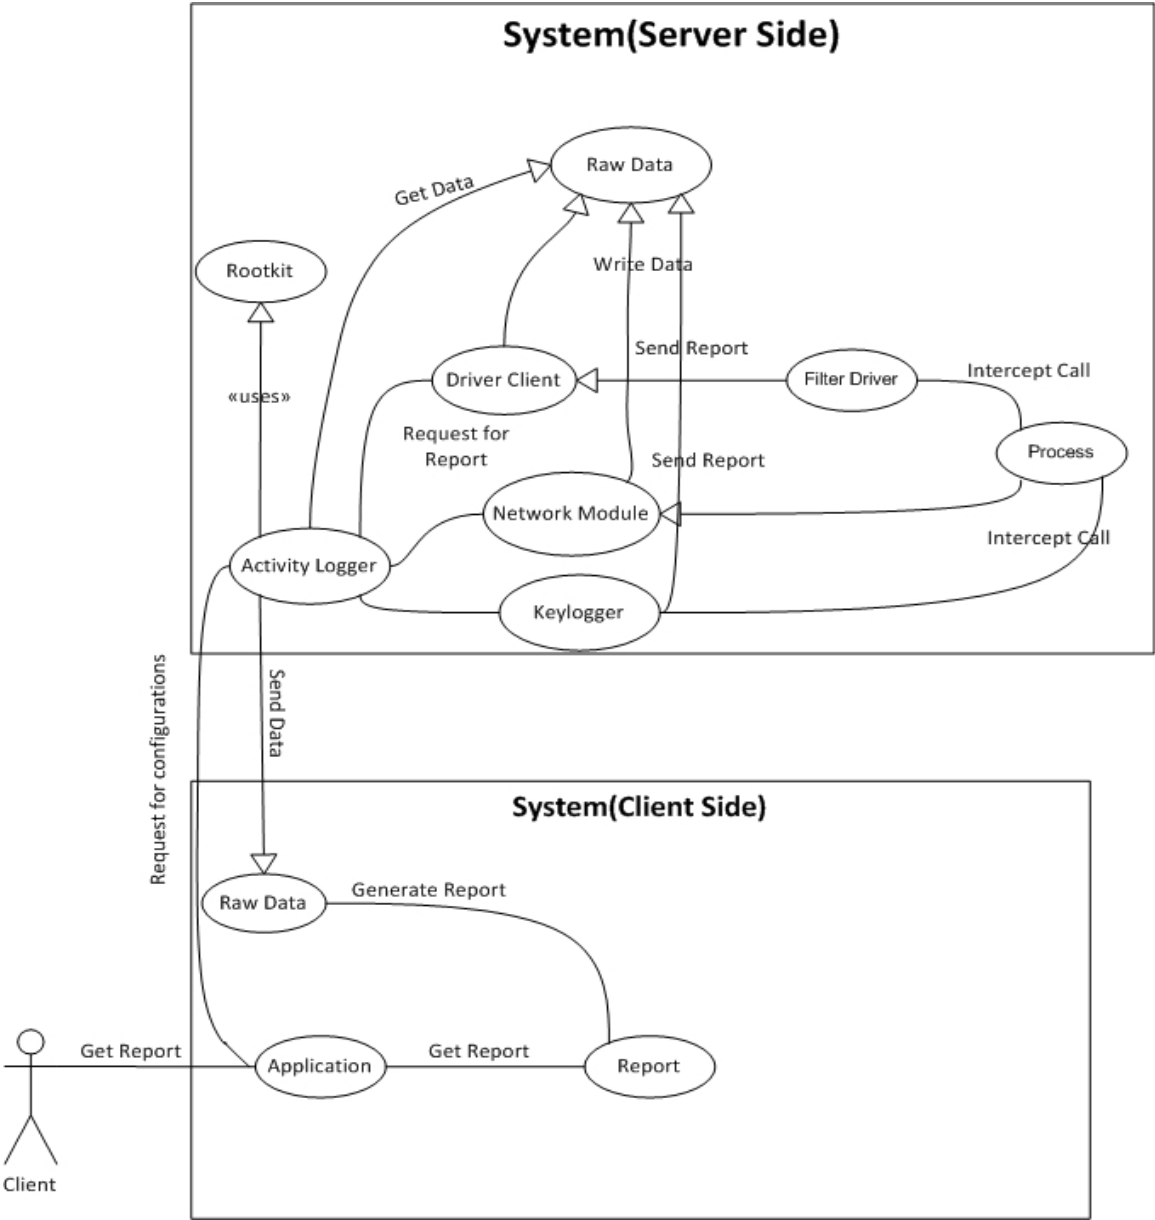 System(Server Side)
Raw Data
Get Data
Rootkit
Write Data
Send Report
Driver Client
Filter Driver
Intercept Call
«uses»
Request for
Report
Process
Send Report
Network Module
Intercept Call
Activity Logger
Keylogger
Request for configurations
Send Data
System(Client Side)
Raw Data
Generate Report
Get Report
Application
Get Report
Report
Client